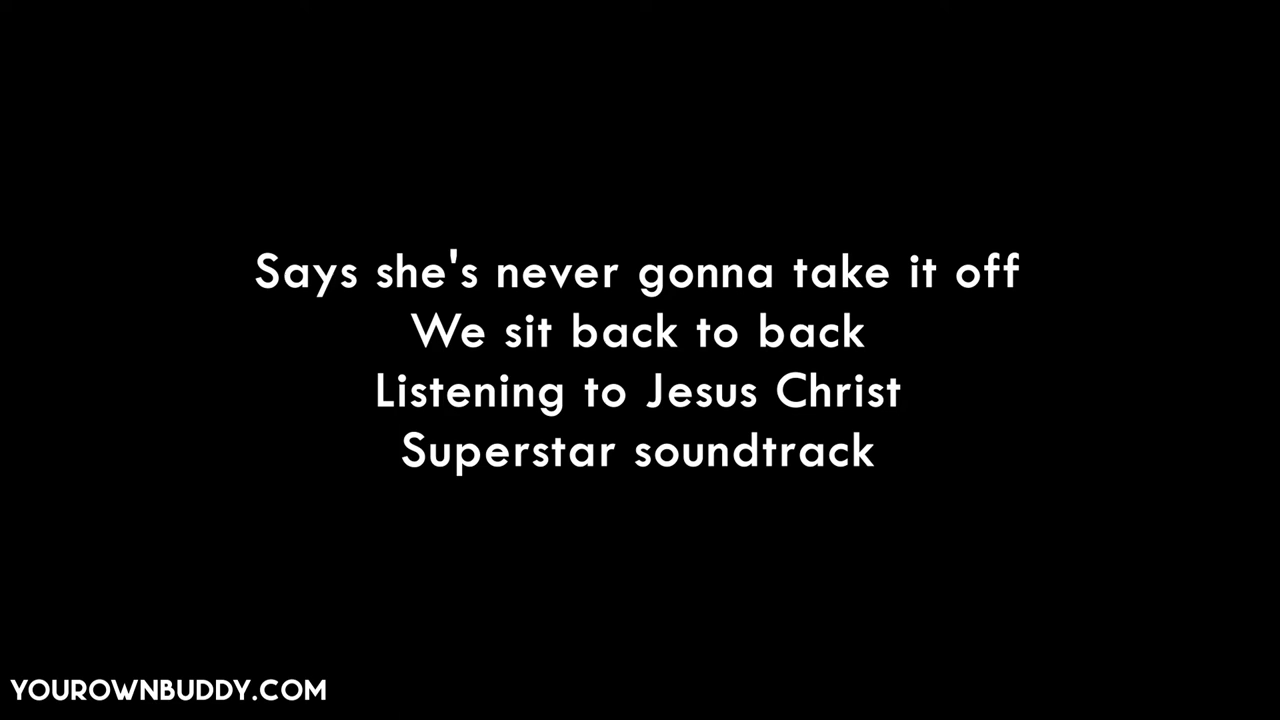 Says she's never gonna take it off
We sit back to back
Listening to Jesus Christ
Superstar soundtrack
YOUROWNBUDDY.COM